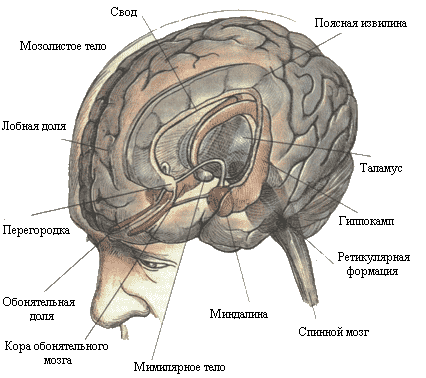 Свод
Поясная извилина
Мозолистое тело
Лобная доля
Таламус
Гиппокамп
Перегородка
Ретикулярная
формация
Обонятельная
доля
Миндалина
Спинной мозг
Кора обонятельного
мозга
Мимилярное тело